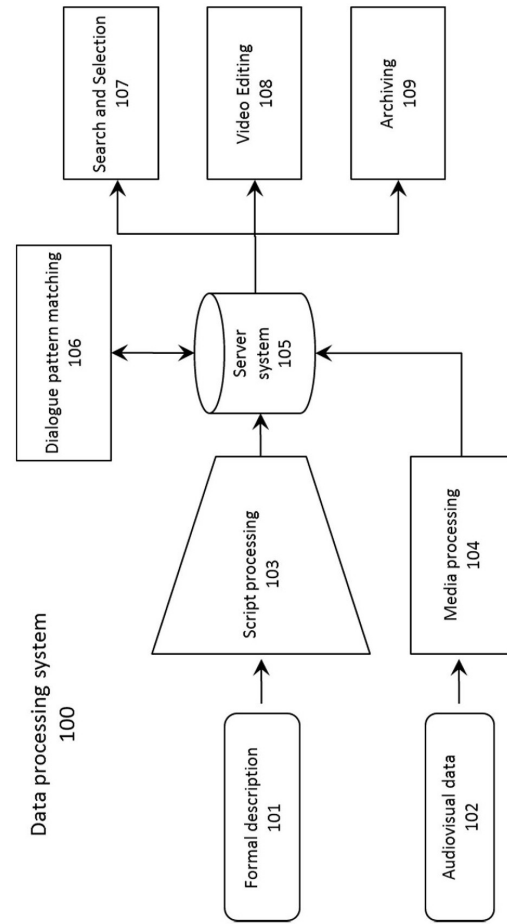 Data processing system
100
Formal description
101
Audiovisual data
102
Script processing
103
Media processing
104
Dialogue pattern matching
106
Server
system
105
Search and Selection
107
Video Editing
108
Archiving
109